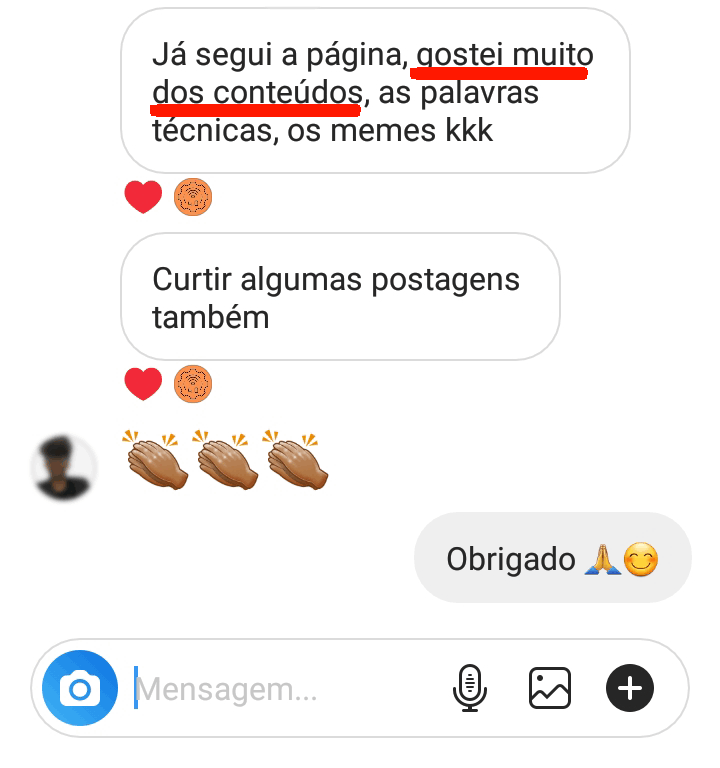 Já segui a página, gostei muito
dos conteúdos, as palavras
técnicas, os memes kkk
Curtir algumas postagens
também
👏🏽👏🏽👏🏽
Obrigado 🙏😊
Mensagem...